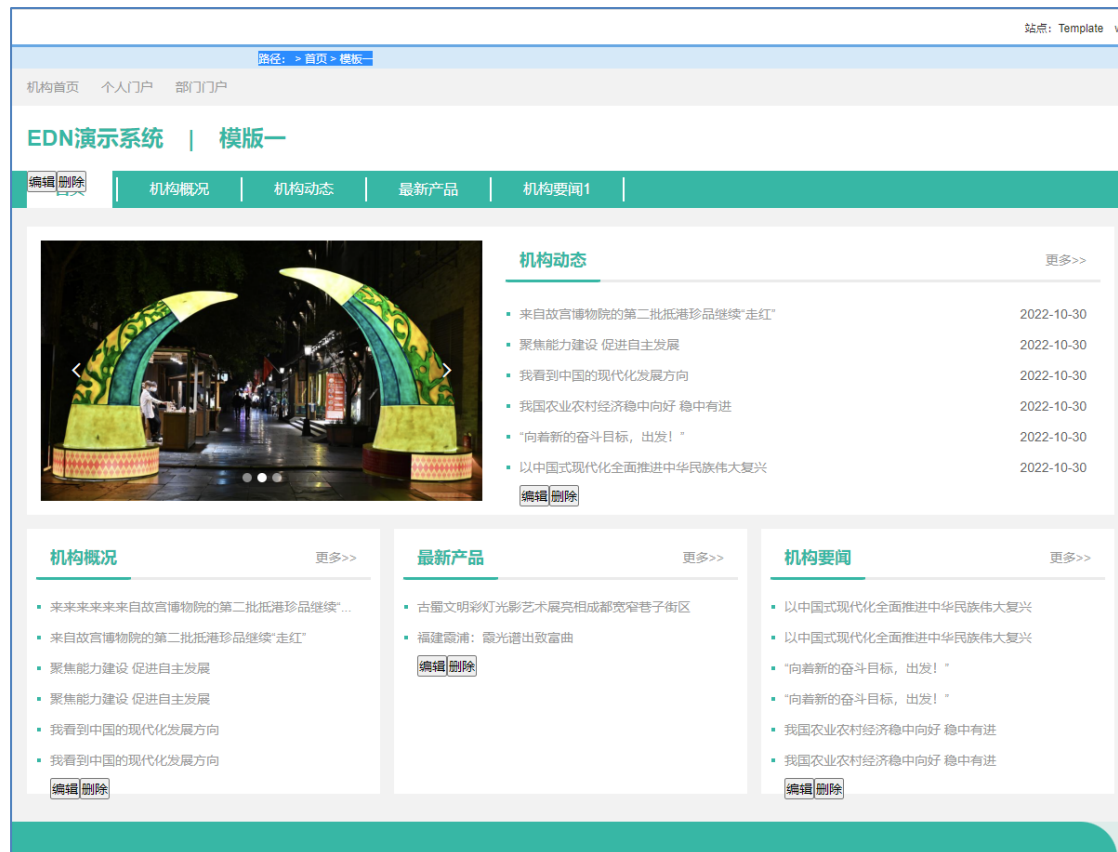 站点：Template
路径： > 首页 > 模板一
机构首页 个人门户 部门门户
EDN演示系统 | 模版一
编辑 删除
机构概况 机构动态 最新产品 机构要闻1
机构动态 更多>>
来自故宫博物院的第二批抵港珍品继续“走红” 2022-10-30
聚焦能力建设 促进自主发展 2022-10-30
我看到中国的现代化发展方向 2022-10-30
我国农业农村经济稳中向好 稳中有进 2022-10-30
“向着新的奋斗目标，出发！” 2022-10-30
以中国式现代化全面推进中华民族伟大复兴 2022-10-30
编辑 删除
机构概况 更多>>
来来来来来来自故宫博物院的第二批抵港珍品继续“...
来自故宫博物院的第二批抵港珍品继续“走红”
聚焦能力建设 促进自主发展
聚焦能力建设 促进自主发展
我看到中国的现代化发展方向
我看到中国的现代化发展方向
编辑 删除
最新产品 更多>>
古蜀文明彩灯光影艺术展亮相成都宽窄巷子街区
福建霞浦：霞光谱出致富曲
编辑 删除
机构要闻 更多>>
以中国式现代化全面推进中华民族伟大复兴
以中国式现代化全面推进中华民族伟大复兴
“向着新的奋斗目标，出发！”
“向着新的奋斗目标，出发！”
我国农业农村经济稳中向好 稳中有进
我国农业农村经济稳中向好 稳中有进
编辑 删除